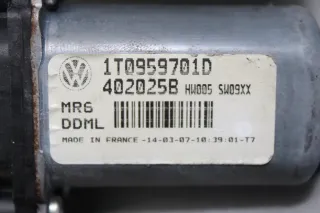 1T0959701D
402025B HW005 SW09XX
MR6
DDML
MADE IN FRANCE -14-03-07-10:39:01-T7